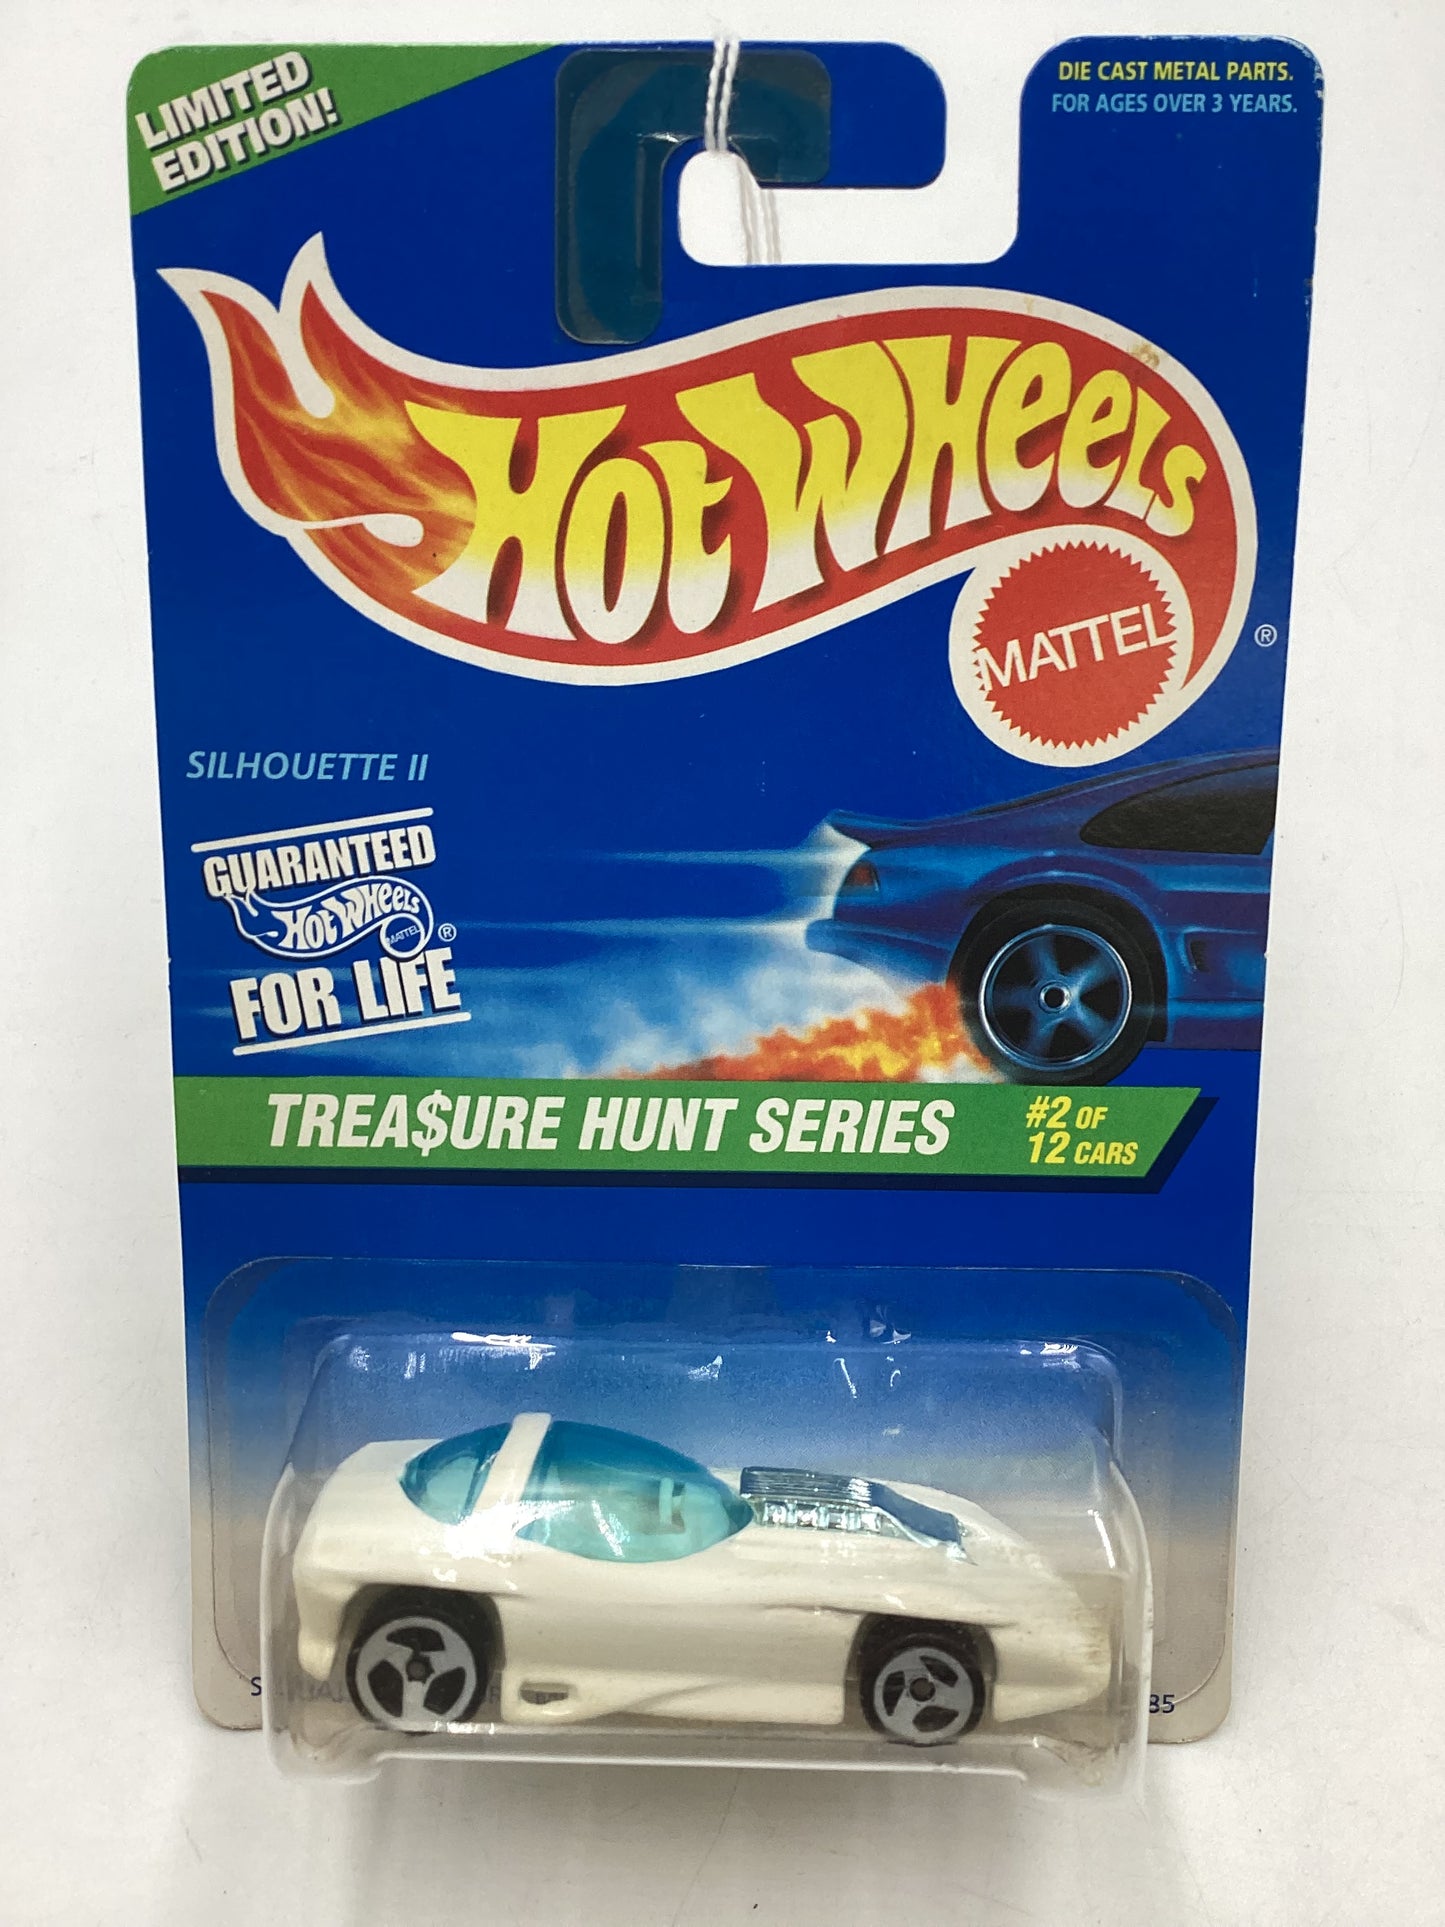 LIMITED
EDITION!
DIE CAST METAL PARTS.
FOR AGES OVER 3 YEARS.
HOT WHEELS
MATTEL
®
SILHOUETTE II
GUARANTEED
HOT WHEELS
MATTEL ®
FOR LIFE
TREA$URE HUNT SERIES
#2 OF
12 CARS